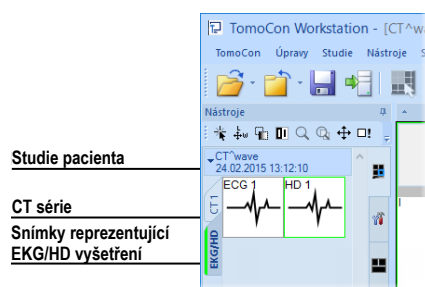 TomoCon Workstation - [CT^wa
TomoCon Úpravy Studie Nástroje
Nástroje
Studie pacienta
CT^wave
24.02.2015 13:12:10
ECG 1 HD 1
CT 1
CT série
Snímky reprezentující
EKG/HD vyšetření
EKG/HD